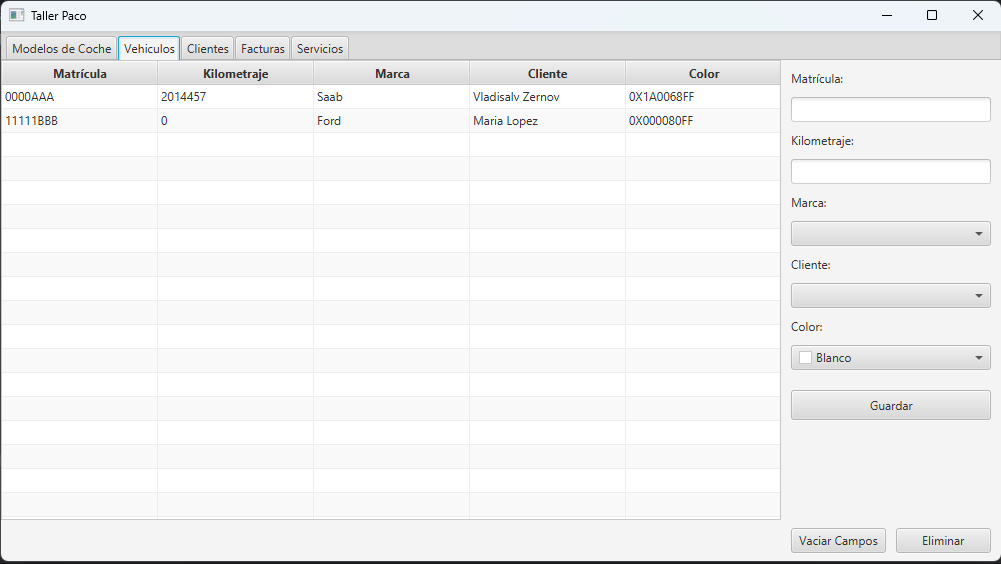 Taller Paco
Modelos de Coche Vehiculos Clientes Facturas Servicios
Matrícula Kilometraje Marca Cliente Color
0000AAA 2014457 Saab Vladisalv Zernov 0X1A0068FF
11111BBB 0 Ford Maria Lopez 0X000080FF
Matrícula:
Kilometraje:
Marca:
Cliente:
Color:
Blanco
Guardar
Vaciar Campos Eliminar